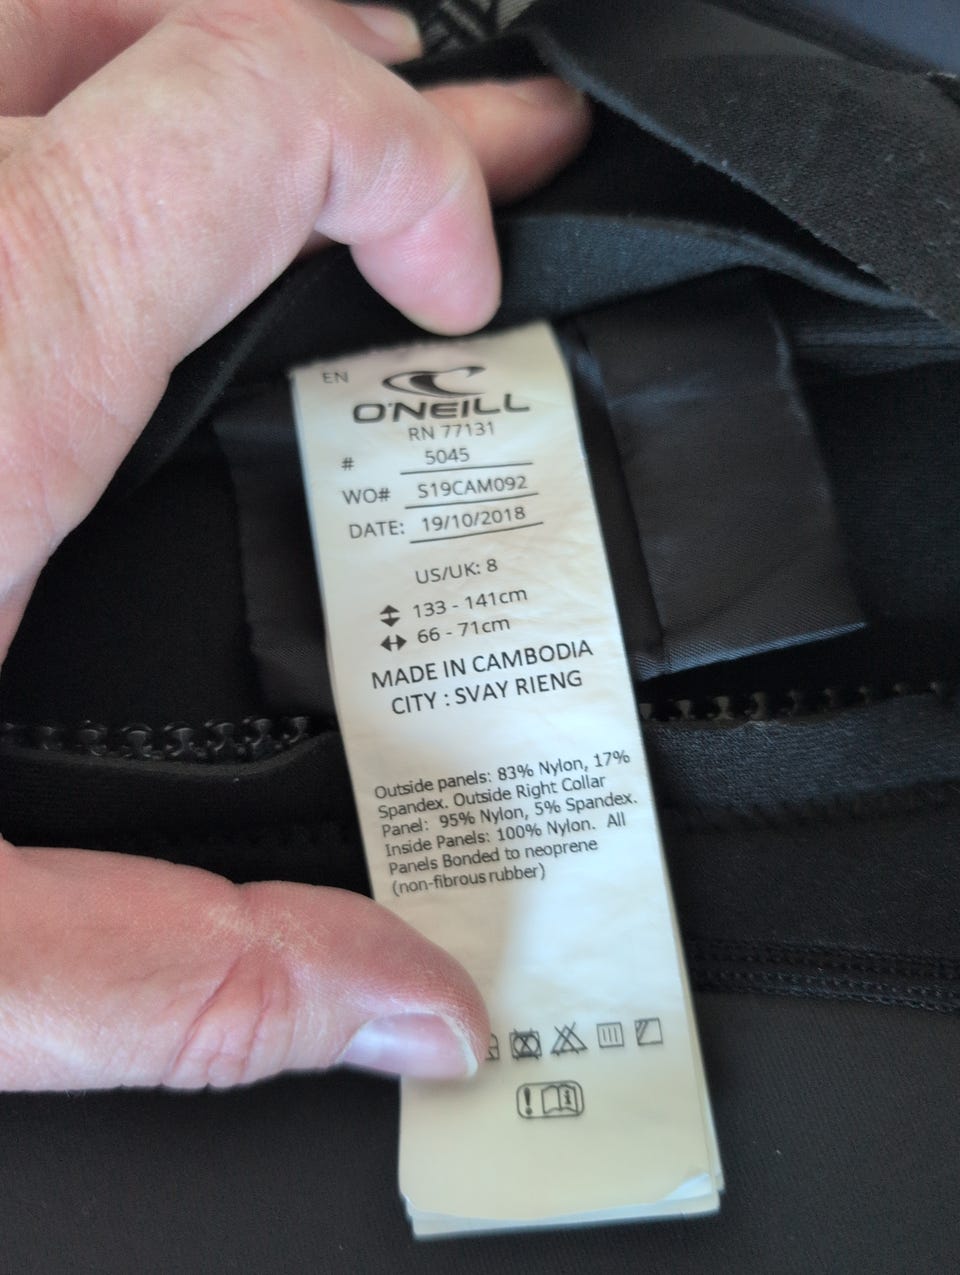 EN
O'NEILL
RN 77131
# 5045
WO# S19CAM092
DATE: 19/10/2018
US/UK: 8
133 - 141cm
66 - 71cm
MADE IN CAMBODIA
CITY : SVAY RIENG
Outside panels: 83% Nylon, 17%
Spandex. Outside Right Collar
Panel: 95% Nylon, 5% Spandex.
Inside Panels: 100% Nylon. All
Panels Bonded to neoprene
(non-fibrous rubber)